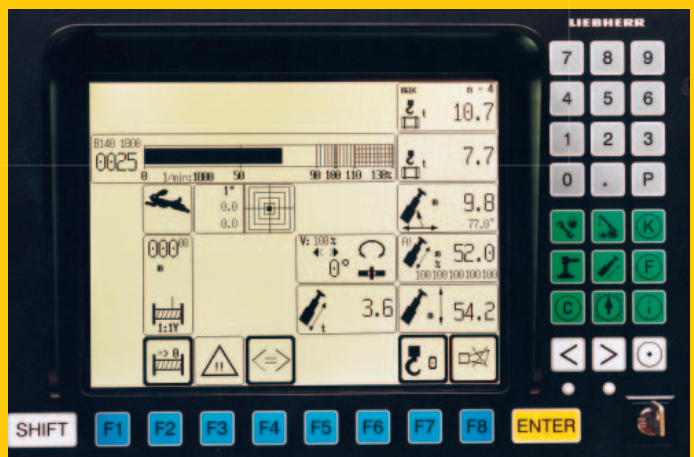 LIEBHERR
max n - 4
t 10.7
B140 1800
0025
0 1/min:1800 50 90 100 110 130%
t 7.7
m 9.8
77.0°
1°
0.0
0.0
000
m
1:1Y
V: 100%
0°
A!
m 52.0
%
100 100 100 100 100
t 3.6
m 54.2
=> 0
!!
<=>
0
7 8 9
4 5 6
1 2 3
0 . P
K
F
C i
< >
SHIFT F1 F2 F3 F4 F5 F6 F7 F8 ENTER